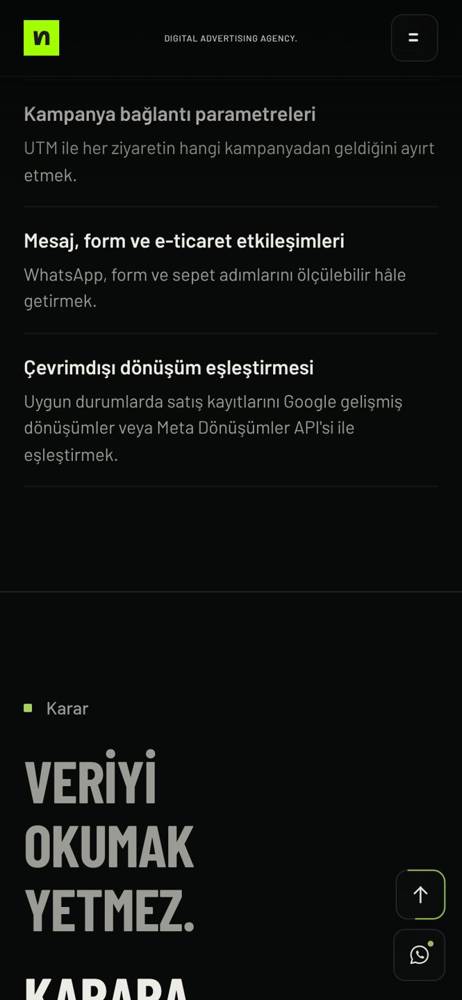 n
DIGITAL ADVERTISING AGENCY.
Kampanya bağlantı parametreleri
UTM ile her ziyaretin hangi kampanyadan geldiğini ayırt
etmek.
Mesaj, form ve e-ticaret etkileşimleri
WhatsApp, form ve sepet adımlarını ölçülebilir hâle
getirmek.
Çevrimdışı dönüşüm eşleştirmesi
Uygun durumlarda satış kayıtlarını Google gelişmiş
dönüşümler veya Meta Dönüşümler API'si ile
eşleştirmek.
Karar
VERİYİ
OKUMAK
YETMEZ.
KARARA